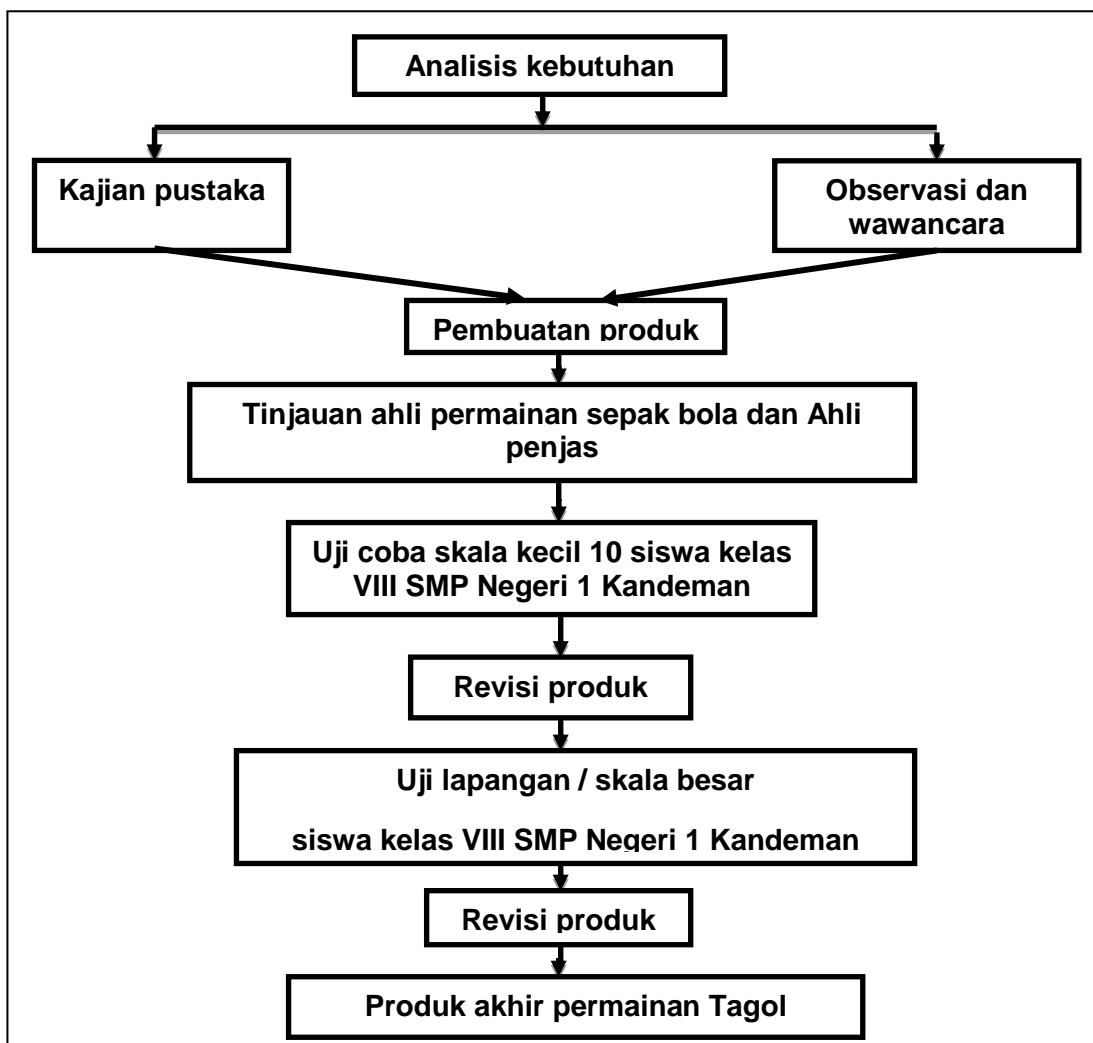 Analisis kebutuhan
Kajian pustaka
Observasi dan
wawancara
Pembuatan produk
Tinjauan ahli permainan sepak bola dan Ahli
penjas
Uji coba skala kecil 10 siswa kelas
VIII SMP Negeri 1 Kandeman
Revisi produk
Uji lapangan / skala besar
siswa kelas VIII SMP Negeri 1 Kandeman
Revisi produk
Produk akhir permainan Tagol